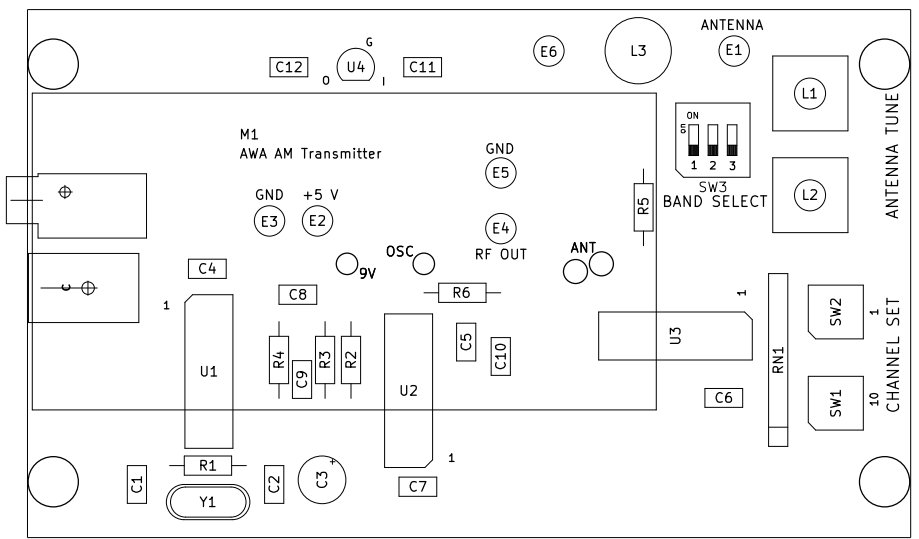 ANTENNA
G
C12
U4
C11
E6
L3
E1
O
I
L1
ANTENNA TUNE
ON
on
1 2 3
SW3
BAND SELECT
M1
AWA AM Transmitter
GND
E5
L2
R5
GND
+5 V
E3
E2
E4
RF OUT
OSC
ANT
9V
C4
C
C8
R6
1
1
U1
R4
C9
R3
R2
U2
C5
C10
U3
RN1
SW2
1
CHANNEL SET
C6
SW1
10
1
R1
C1
Y1
C2
C3
+
C7